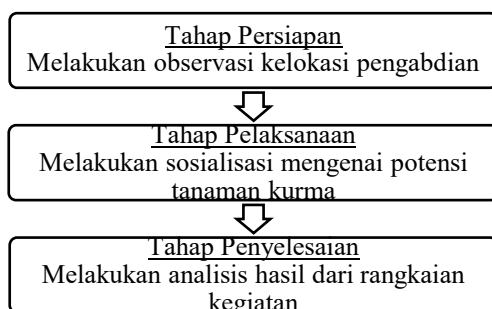 Tahap Persiapan
Melakukan observasi kelokasi pengabdian
Tahap Pelaksanaan
Melakukan sosialisasi mengenai potensi
tanaman kurma
Tahap Penyelesaian
Melakukan analisis hasil dari rangkaian
kegiatan